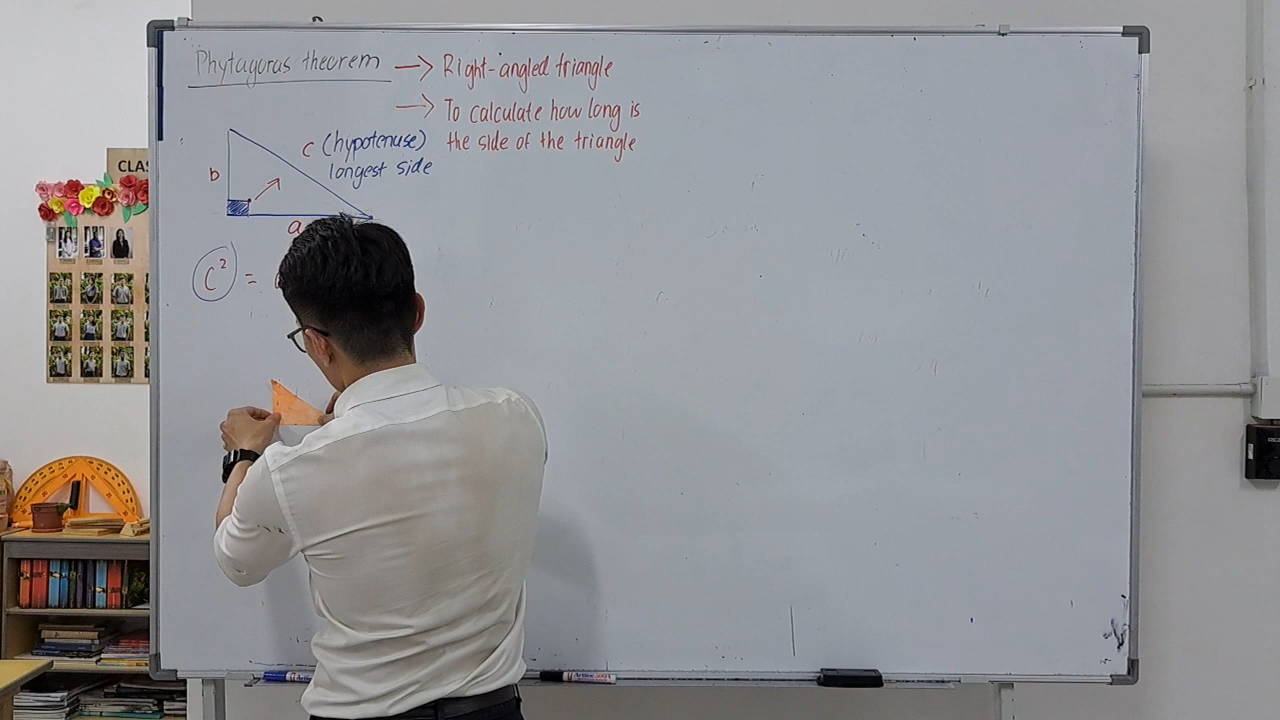 Phytagoras theorem → Right-angled triangle
→ To calculate how long is
the side of the triangle
c (hypotenuse)
longest side
b
a
c² =
CLAS